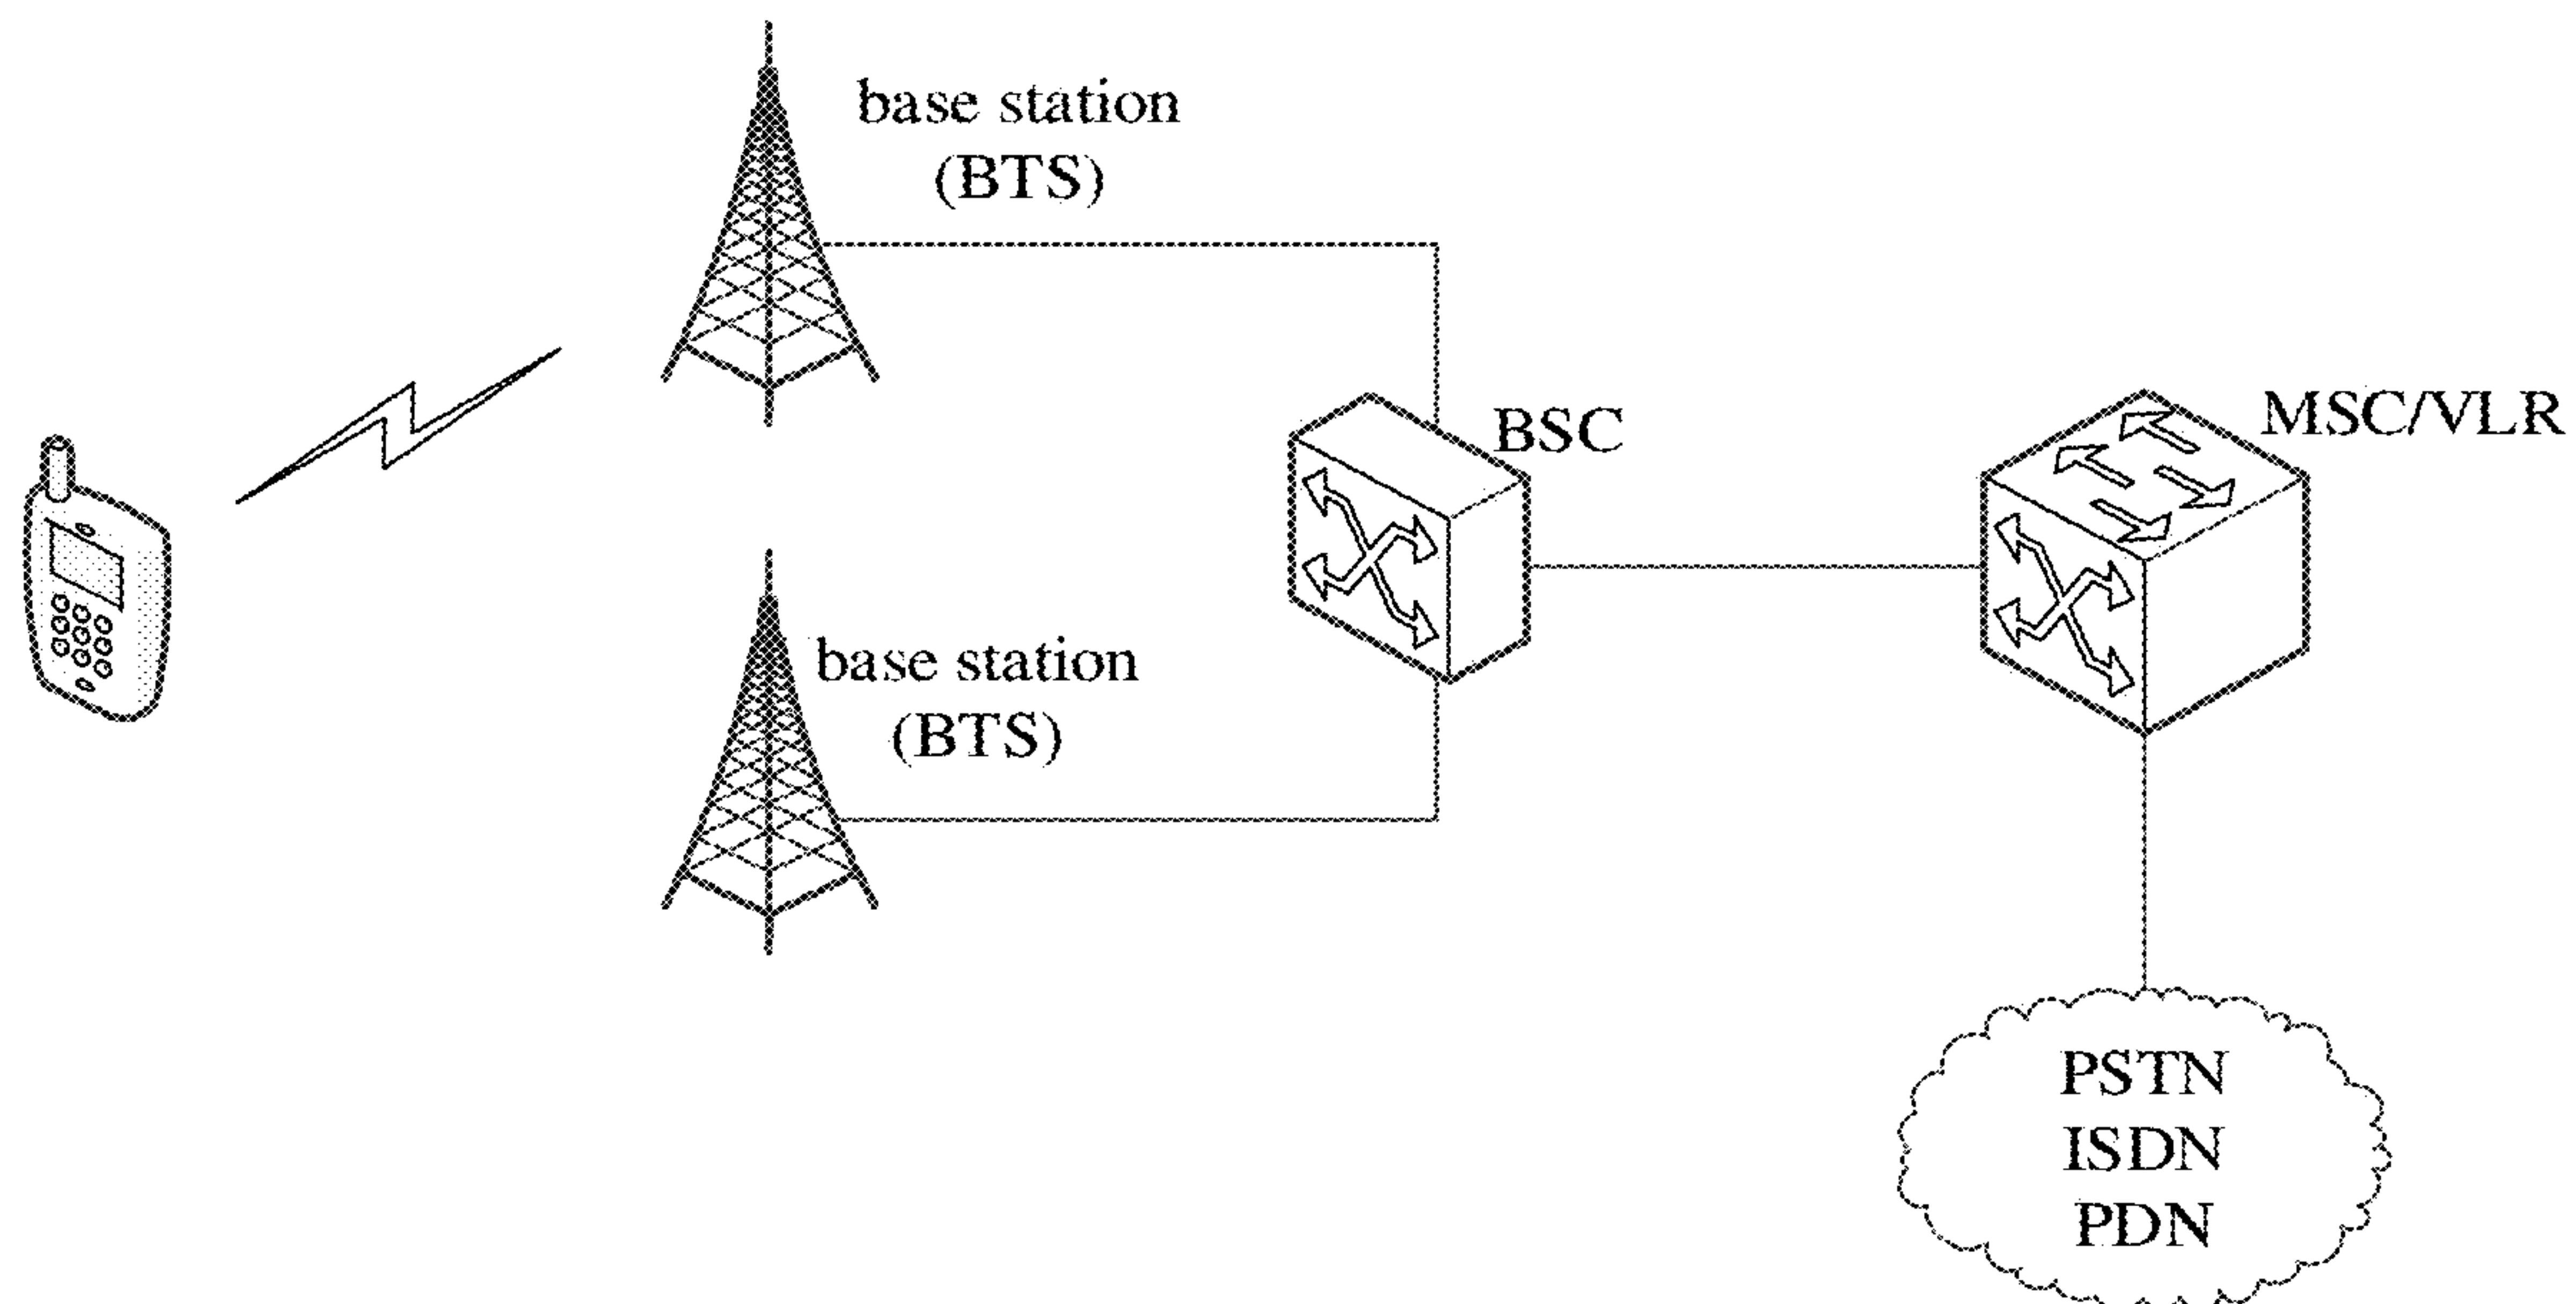 base station
(BTS)
BSC
MSC/VLR
base station
(BTS)
PSTN
ISDN
PDN